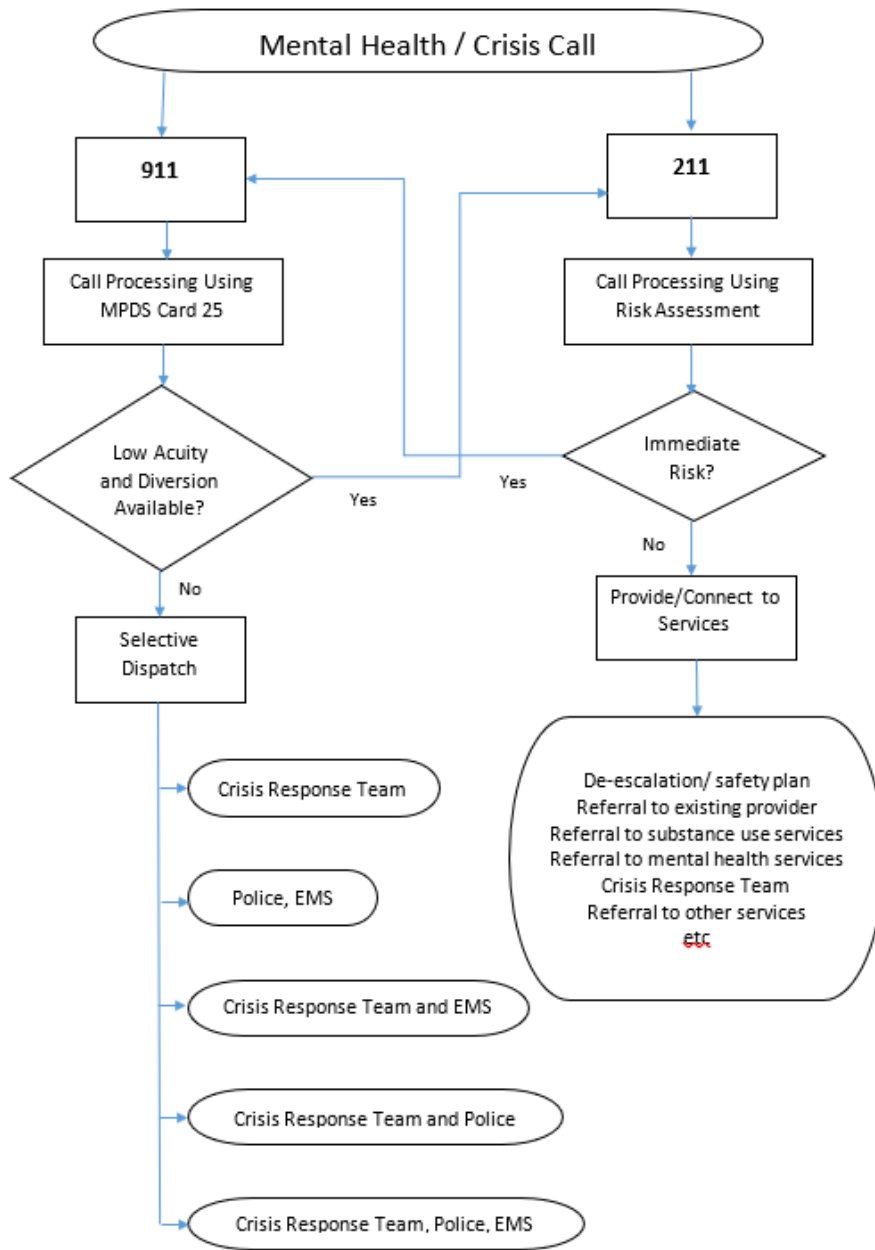 Mental Health / Crisis Call
911
211
Call Processing Using
MPDS Card 25
Call Processing Using
Risk Assessment
Low Acuity
and Diversion
Available?
Yes
Yes
Immediate
Risk?
No
No
Selective
Dispatch
Provide/Connect to
Services
Crisis Response Team
Police, EMS
Crisis Response Team and EMS
Crisis Response Team and Police
Crisis Response Team, Police, EMS
De-escalation/ safety plan
Referral to existing provider
Referral to substance use services
Referral to mental health services
Crisis Response Team
Referral to other services
etc